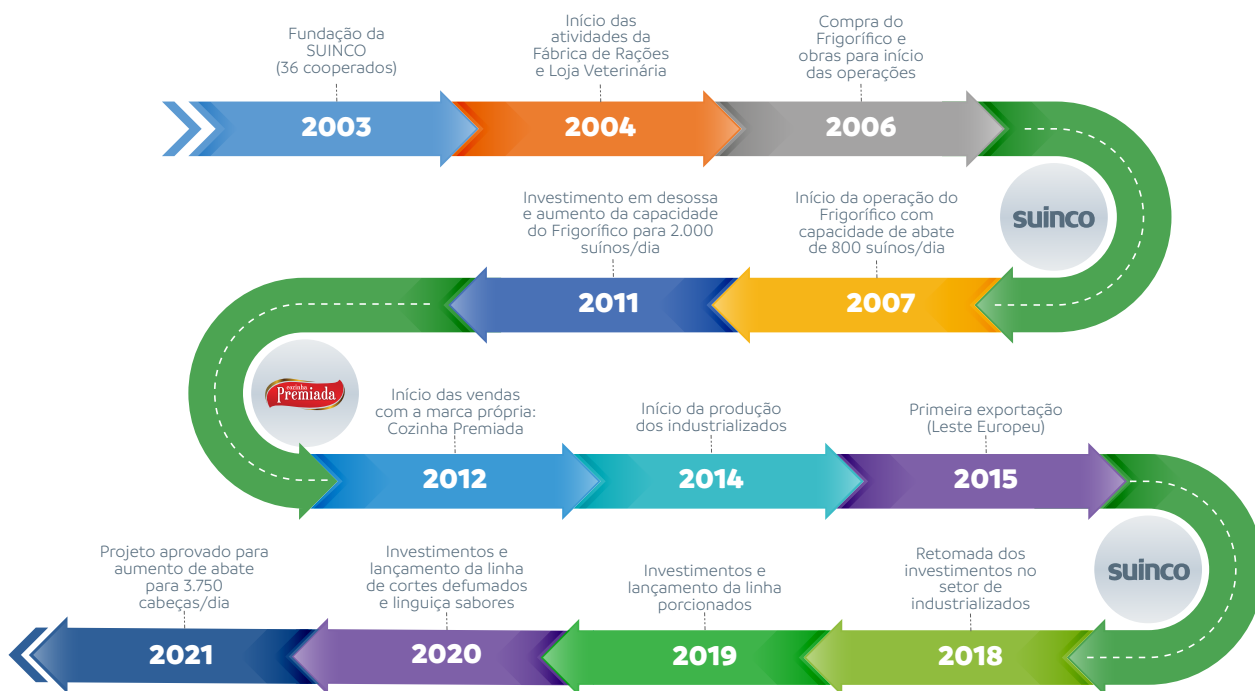 Fundação da
SUINCO
(36 cooperados)
2003
Início das
atividades da
Fábrica de Rações
e Loja Veterinária
2004
Compra do
Frigorífico e
obras para início
das operações
2006
suinco
Início da operação do
Frigorífico com
capacidade de abate
de 800 suínos/dia
2007
Investimento em desossa
e aumento da capacidade
do Frigorífico para 2.000
suínos/dia
2011
cozinha
Premiada
Início das vendas
com a marca própria:
Cozinha Premiada
2012
Início da produção
dos industrializados
2014
Primeira exportação
(Leste Europeu)
2015
suinco
Retomada dos
investimentos no
setor de
industrializados
2018
Investimentos e
lançamento da linha
porcionados
2019
Investimentos e
lançamento da linha
de cortes defumados
e linguiça sabores
2020
Projeto aprovado para
aumento de abate
para 3.750
cabeças/dia
2021